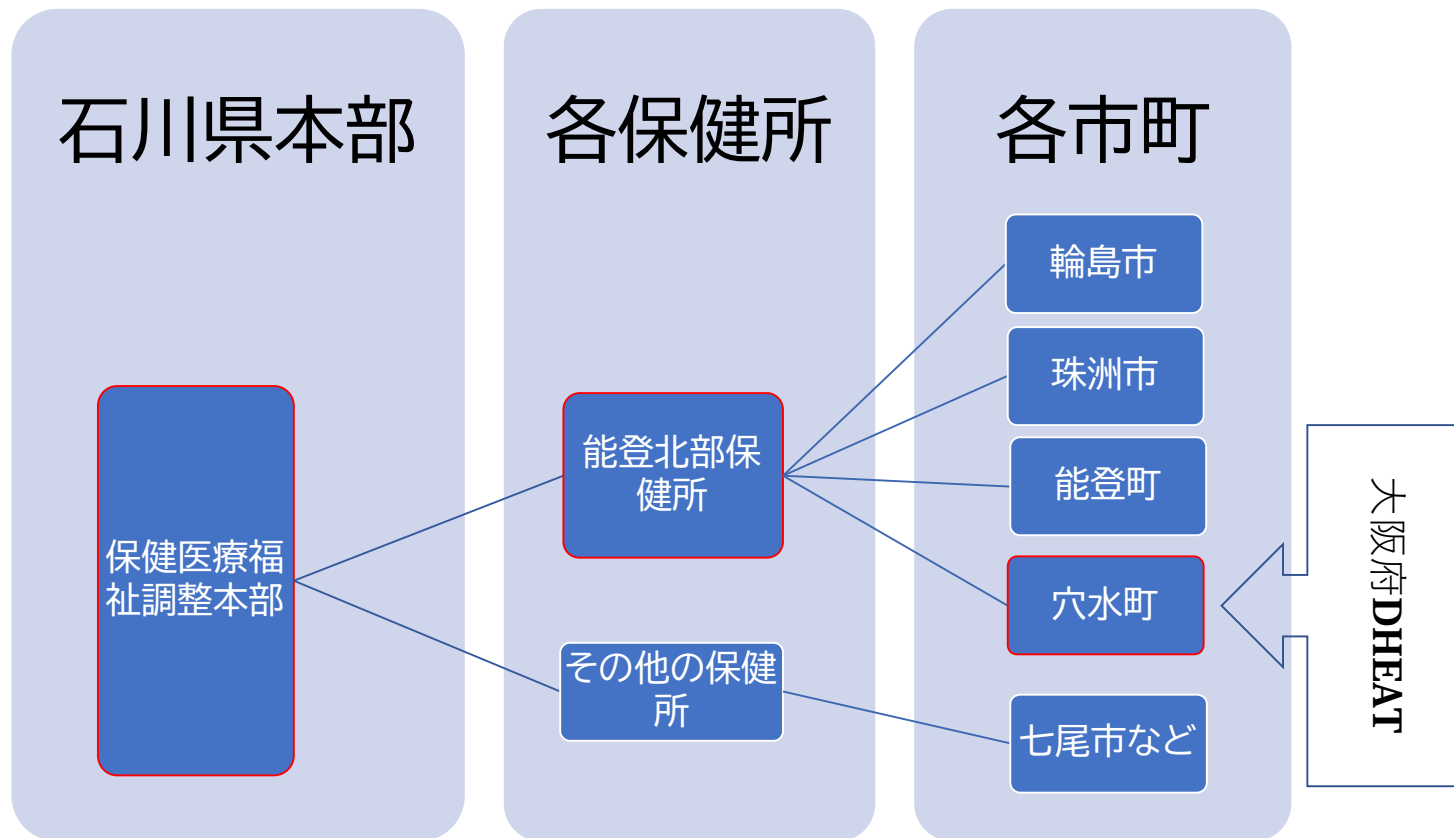 石川県本部
各保健所
各市町
保健医療福
祉調整本部
能登北部保
健所
その他の保健
所
輪島市
珠洲市
能登町
穴水町
七尾市など
大阪府DHEAT